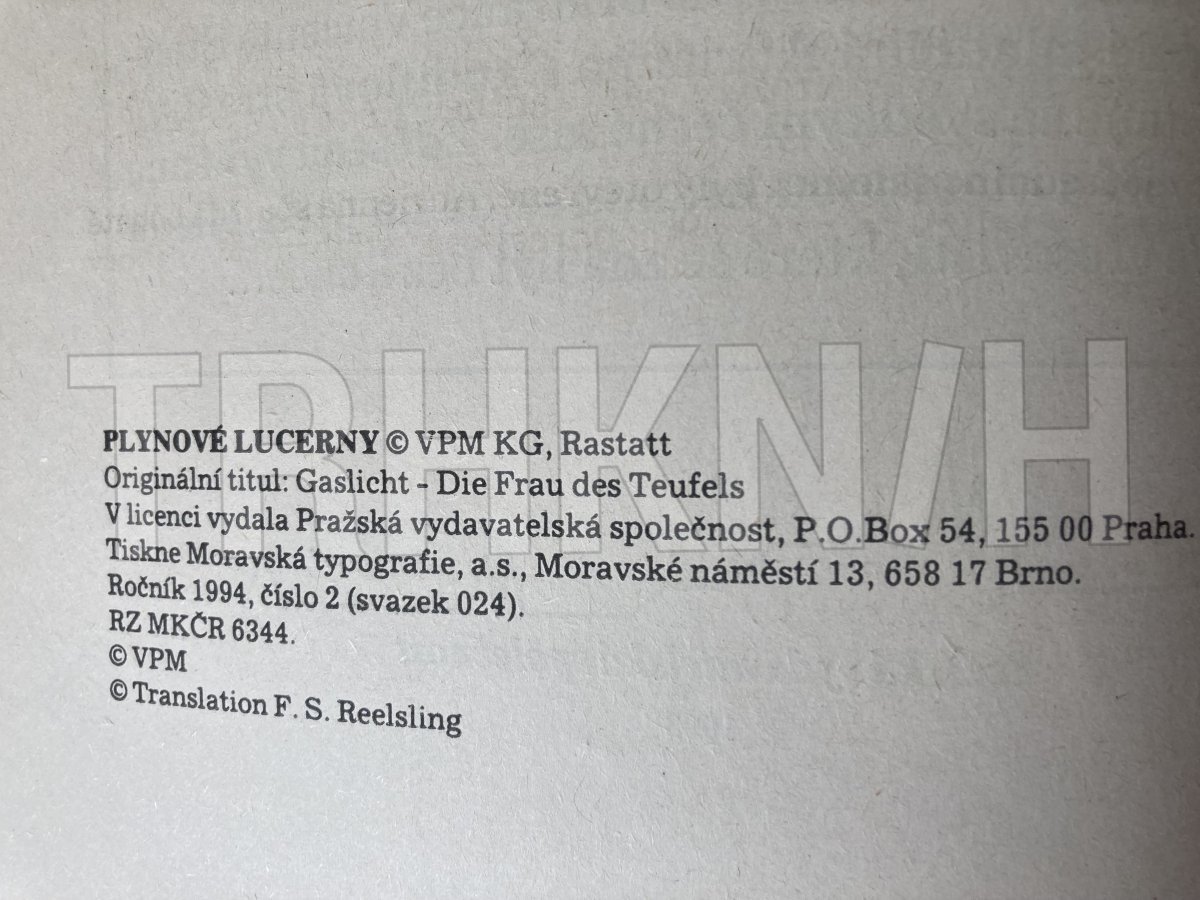 TRHKN/H
PLYNOVÉ LUCERNY © VPM KG, Rastatt
Originální titul: Gaslicht - Die Frau des Teufels
V licenci vydala Pražská vydavatelská společnost, P.O.Box 54, 155 00 Praha.
Tiskne Moravská typografie, a.s., Moravské náměstí 13, 658 17 Brno.
Ročník 1994, číslo 2 (svazek 024).
RZ MKČR 6344.
© VPM
© Translation F. S. Reelsling